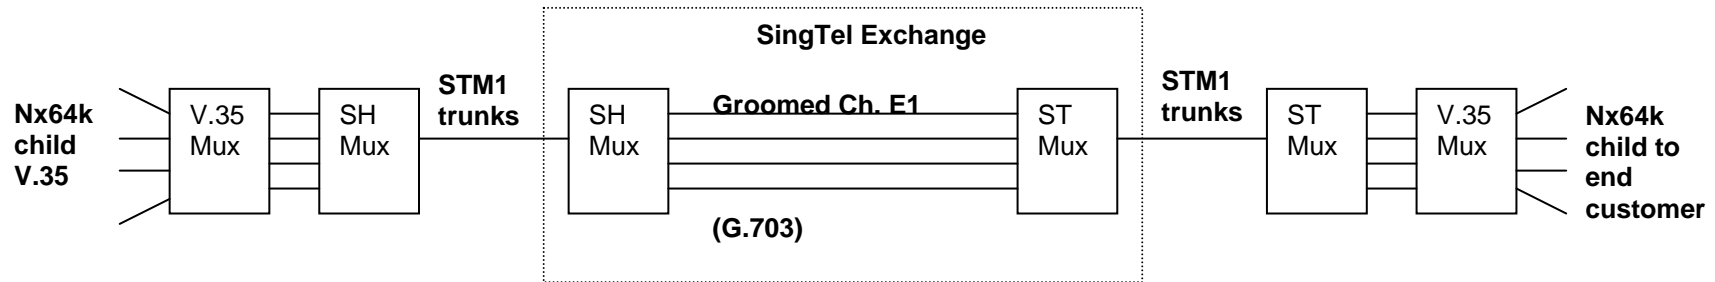 SingTel Exchange
Nx64k
child
V.35
V.35
Mux
SH
Mux
STM1
trunks
SH
Mux
Groomed Ch. E1
(G.703)
ST
Mux
STM1
trunks
ST
Mux
V.35
Mux
Nx64k
child to
end
customer